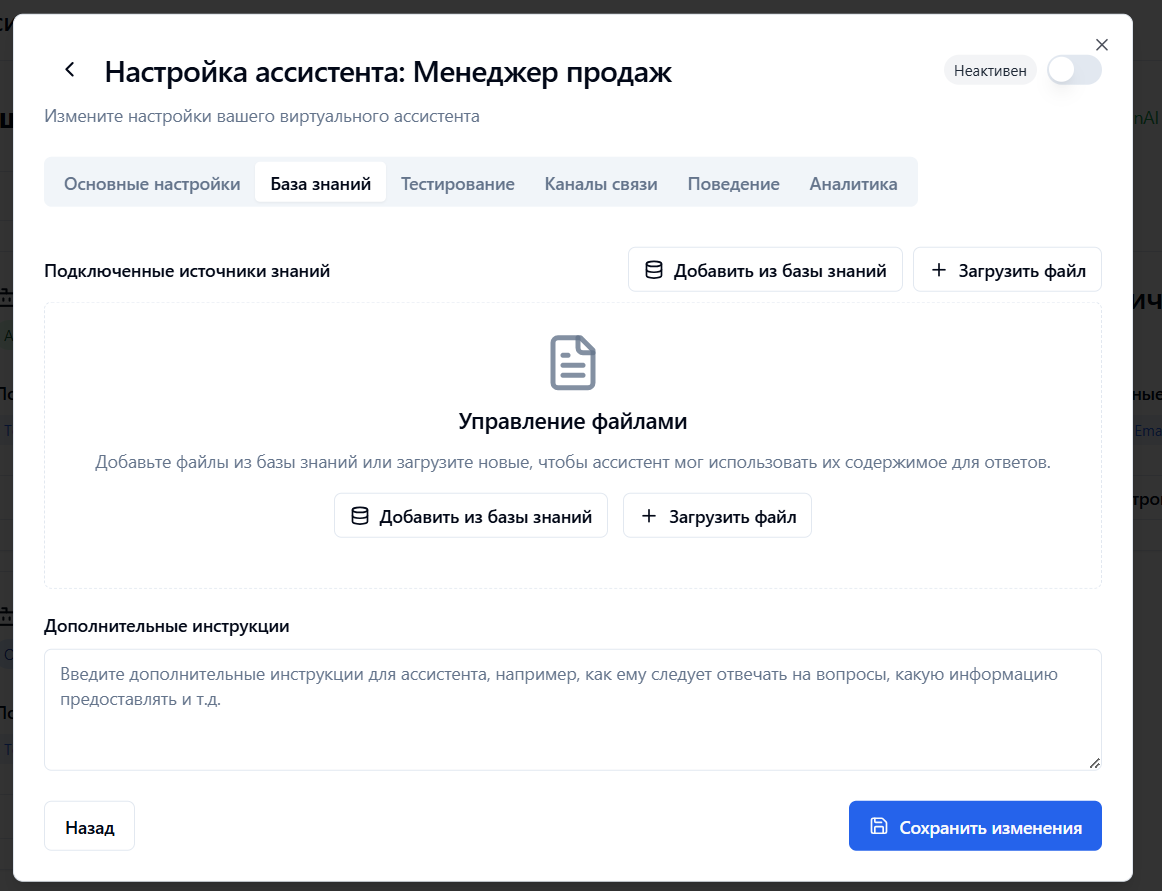 Настройка ассистента: Менеджер продаж
Неактивен
Измените настройки вашего виртуального ассистента
Основные настройки
База знаний
Тестирование
Каналы связи
Поведение
Аналитика
Подключенные источники знаний
Добавить из базы знаний
Загрузить файл
Управление файлами
Добавьте файлы из базы знаний или загрузите новые, чтобы ассистент мог использовать их содержимое для ответов.
Добавить из базы знаний
Загрузить файл
Дополнительные инструкции
Введите дополнительные инструкции для ассистента, например, как ему следует отвечать на вопросы, какую информацию
предоставлять и т.д.
Назад
Сохранить изменения